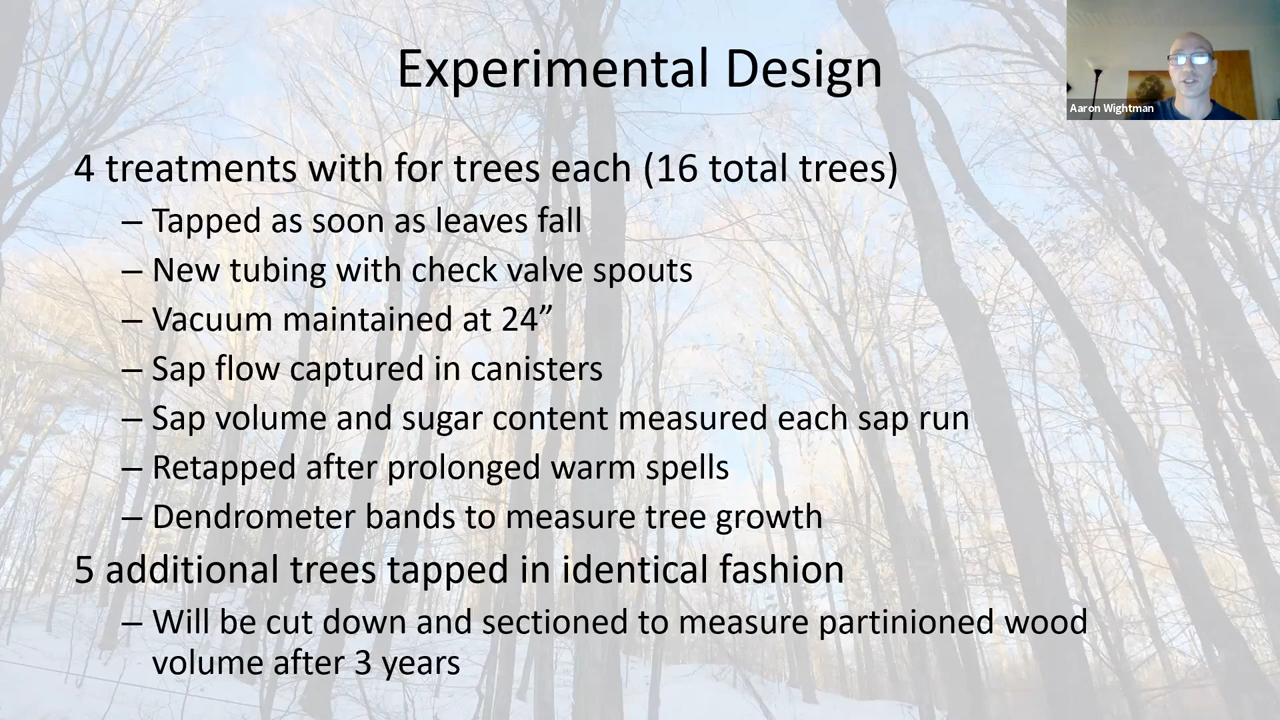 Experimental Design
Aaron Wightman
4 treatments with for trees each (16 total trees)
– Tapped as soon as leaves fall
– New tubing with check valve spouts
– Vacuum maintained at 24”
– Sap flow captured in canisters
– Sap volume and sugar content measured each sap run
– Retapped after prolonged warm spells
– Dendrometer bands to measure tree growth
5 additional trees tapped in identical fashion
– Will be cut down and sectioned to measure partinioned wood
volume after 3 years